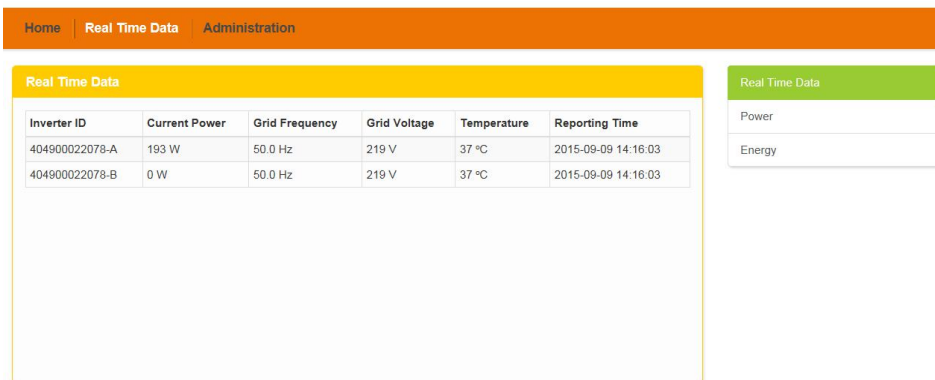 Home Real Time Data Administration
Real Time Data
Inverter ID Current Power Grid Frequency Grid Voltage Temperature Reporting Time
404900022078-A 193 W 50.0 Hz 219 V 37 ºC 2015-09-09 14:16:03
404900022078-B 0 W 50.0 Hz 219 V 37 ºC 2015-09-09 14:16:03
Real Time Data
Power
Energy